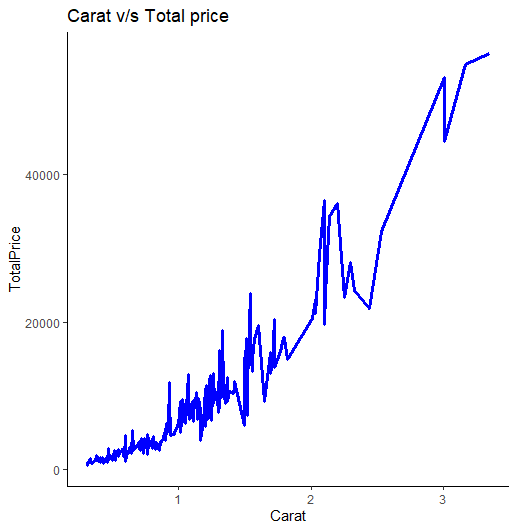 Carat v/s Total price
TotalPrice
40000
20000
0
1
2
3
Carat